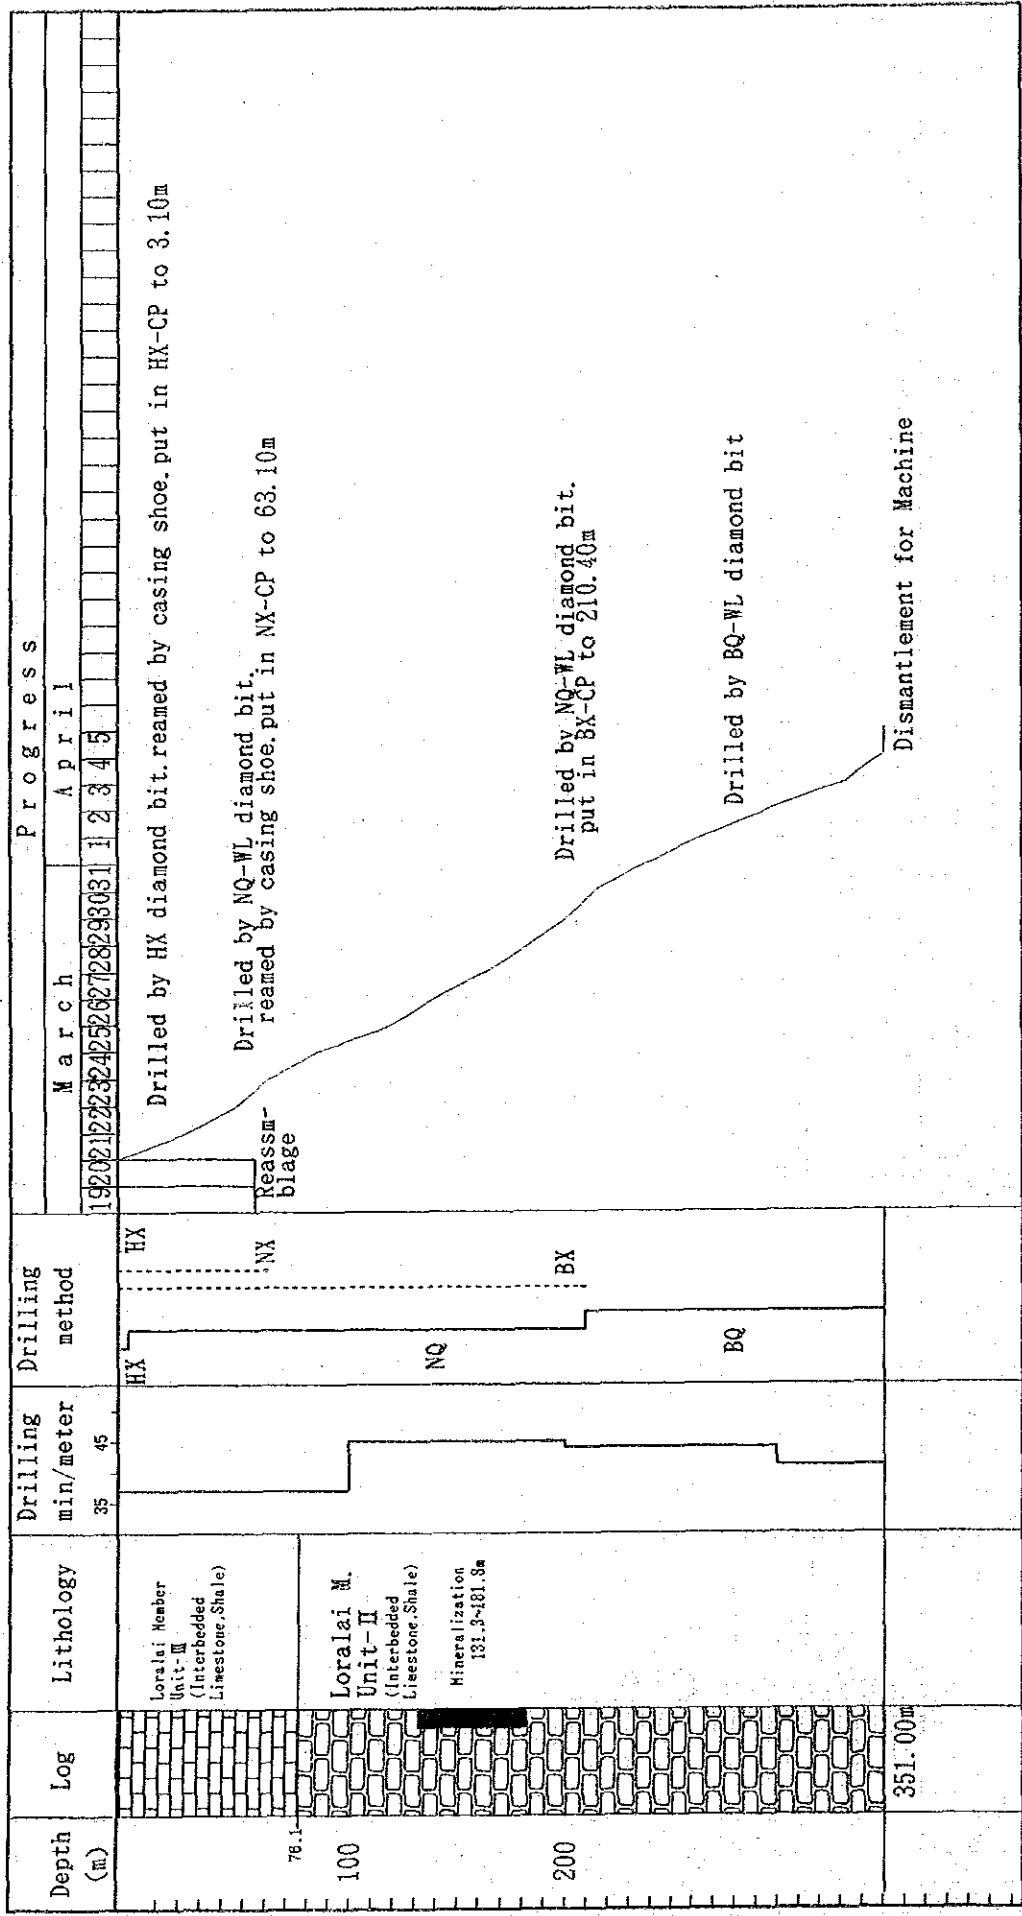 Depth
(m)
Log
Lithology
Drilling
min/meter
35 45
Drilling
method
Progress
March
April
19 20 21 22 23 24 25 26 27 28 29 30 31 1 2 3 4 5
76.1
100
200
351.00m
Loralai Member
Unit-Ⅲ
(Interbedded
Limestone,Shale)
Loralai M.
Unit-Ⅱ
(Interbedded
Limestone,Shale)
Mineralization
131.3~181.8m
HX
NQ
BQ
HX
NX
BX
Reassm-
blage
Drilled by HX diamond bit.reamed by casing shoe.put in HX-CP to 3.10m
Drilled by NQ-WL diamond bit.
reamed by casing shoe.put in NX-CP to 63.10m
Drilled by NQ-WL diamond bit.
put in BX-CP to 210.40m
Drilled by BQ-WL diamond bit
Dismantlement for Machine